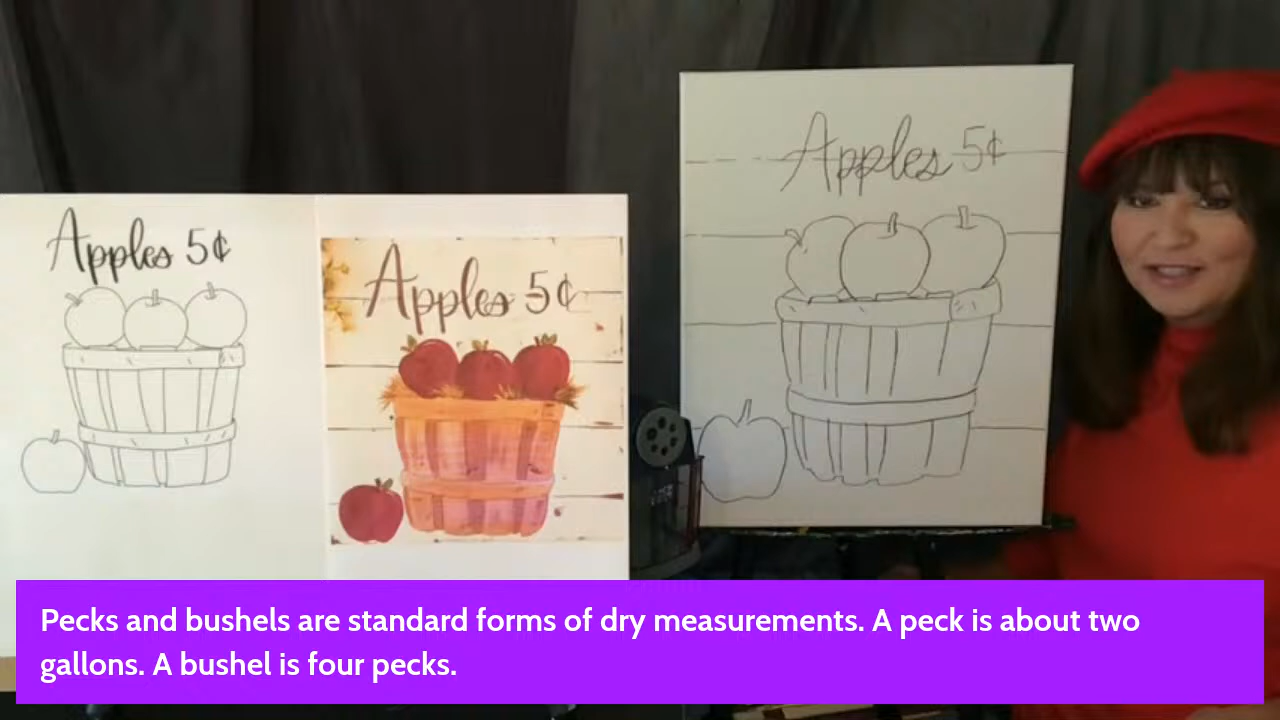 Apples 5¢
Apples 5¢
Apples 5¢
Pecks and bushels are standard forms of dry measurements. A peck is about two
gallons. A bushel is four pecks.